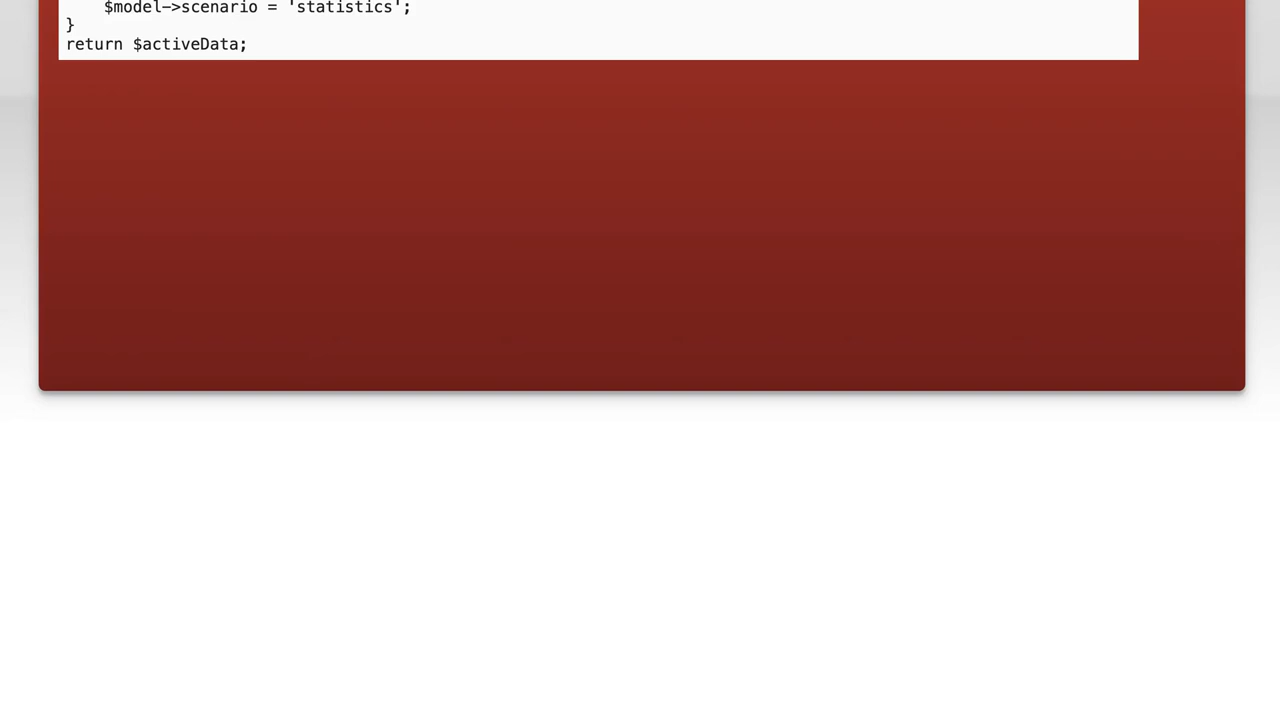 $model->scenario = 'statistics';
}
return $activeData;